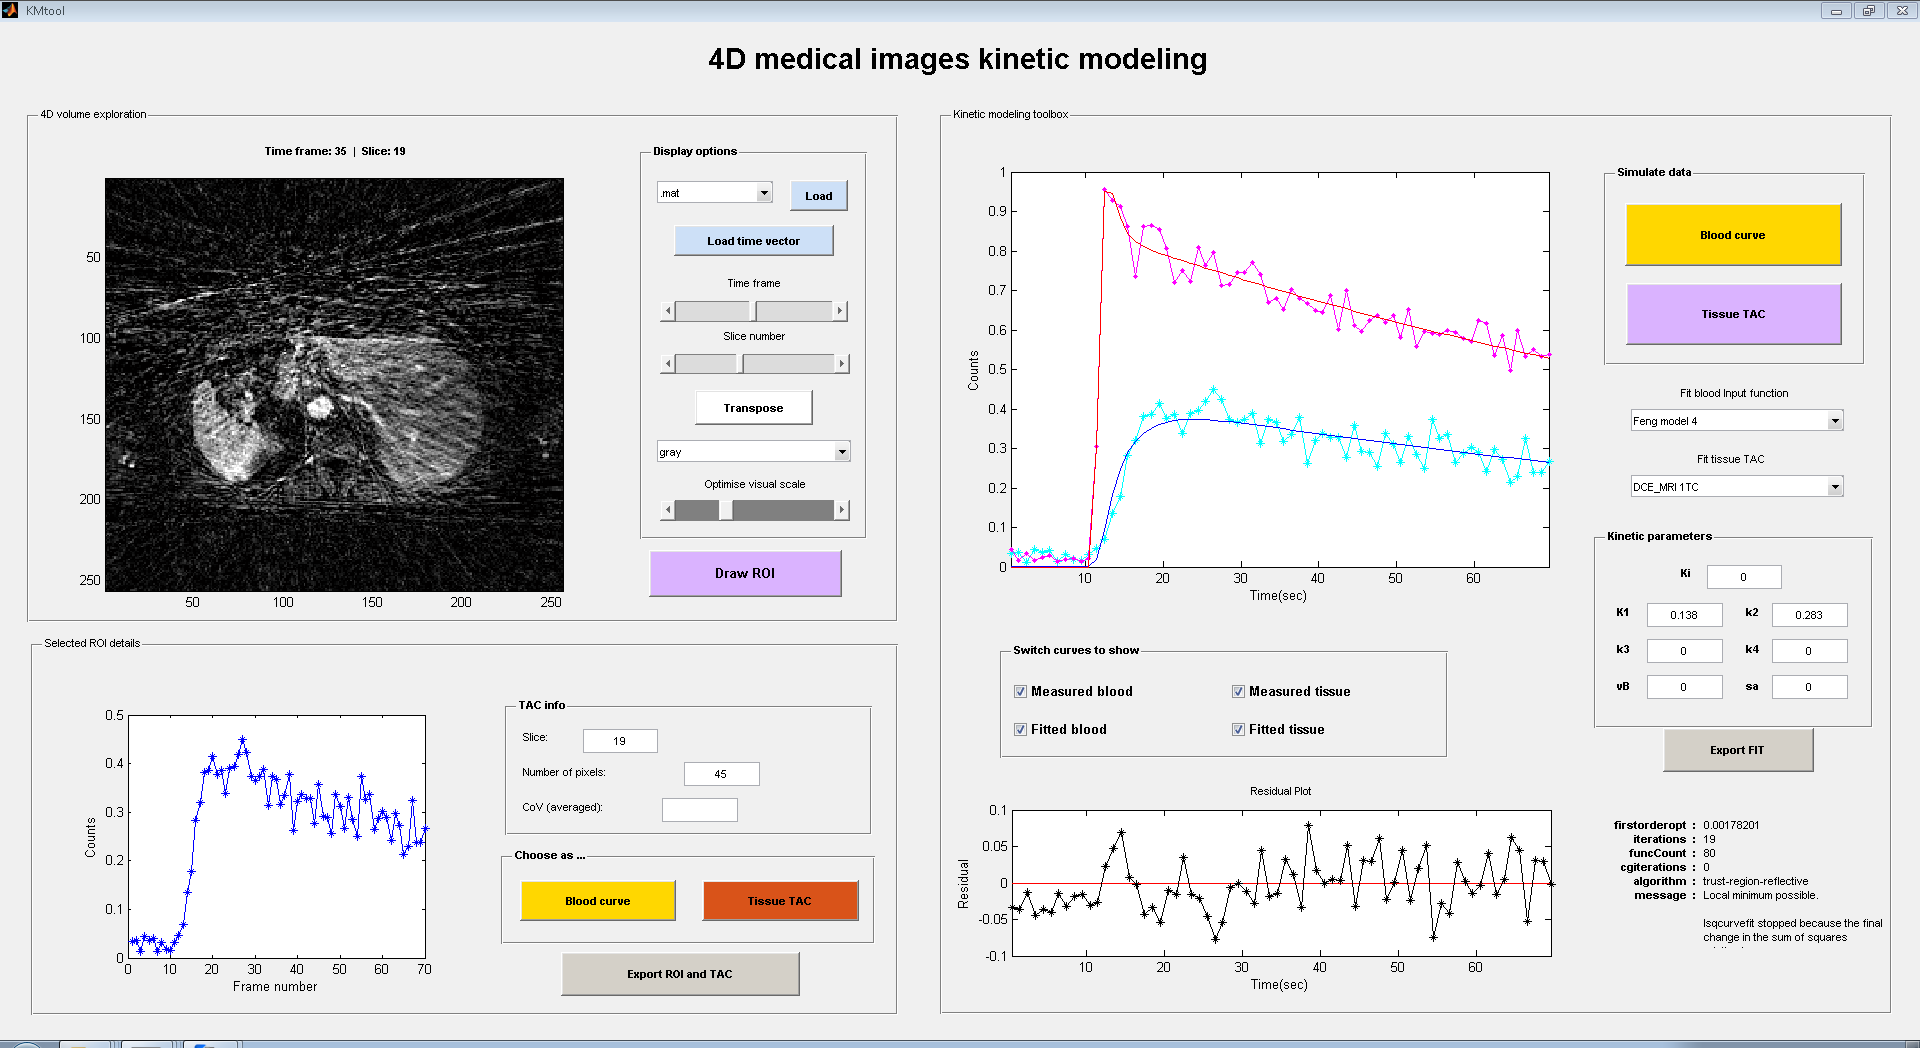 KMtool
4D medical images kinetic modeling
4D volume exploration
Time frame: 35 | Slice: 19
50
100
150
200
250
50 100 150 200 250
Display options
.mat
Load
Load time vector
Time frame
Slice number
Transpose
gray
Optimise visual scale
Draw ROI
Selected ROI details
0.5
0.4
0.3
0.2
0.1
0
Counts
0 10 20 30 40 50 60 70
Frame number
TAC info
Slice: 19
Number of pixels: 45
CoV (averaged):
Choose as ...
Blood curve
Tissue TAC
Export ROI and TAC
Kinetic modeling toolbox
1
0.9
0.8
0.7
0.6
0.5
0.4
0.3
0.2
0.1
0
Counts
10 20 30 40 50 60
Time(sec)
Simulate data
Blood curve
Tissue TAC
Fit blood Input function
Feng model 4
Fit tissue TAC
DCE_MRI 1TC
Kinetic parameters
Ki 0
K1 0.138 k2 0.283
k3 0 k4 0
vB 0 sa 0
Export FIT
Switch curves to show
Measured blood Measured tissue
Fitted blood Fitted tissue
Residual Plot
0.1
0.05
0
-0.05
-0.1
Residual
10 20 30 40 50 60
Time(sec)
firstorderopt : 0.00178201
iterations : 19
funcCount : 80
cgiterations : 0
algorithm : trust-region-reflective
message : Local minimum possible.
lsqcurvefit stopped because the final
change in the sum of squares